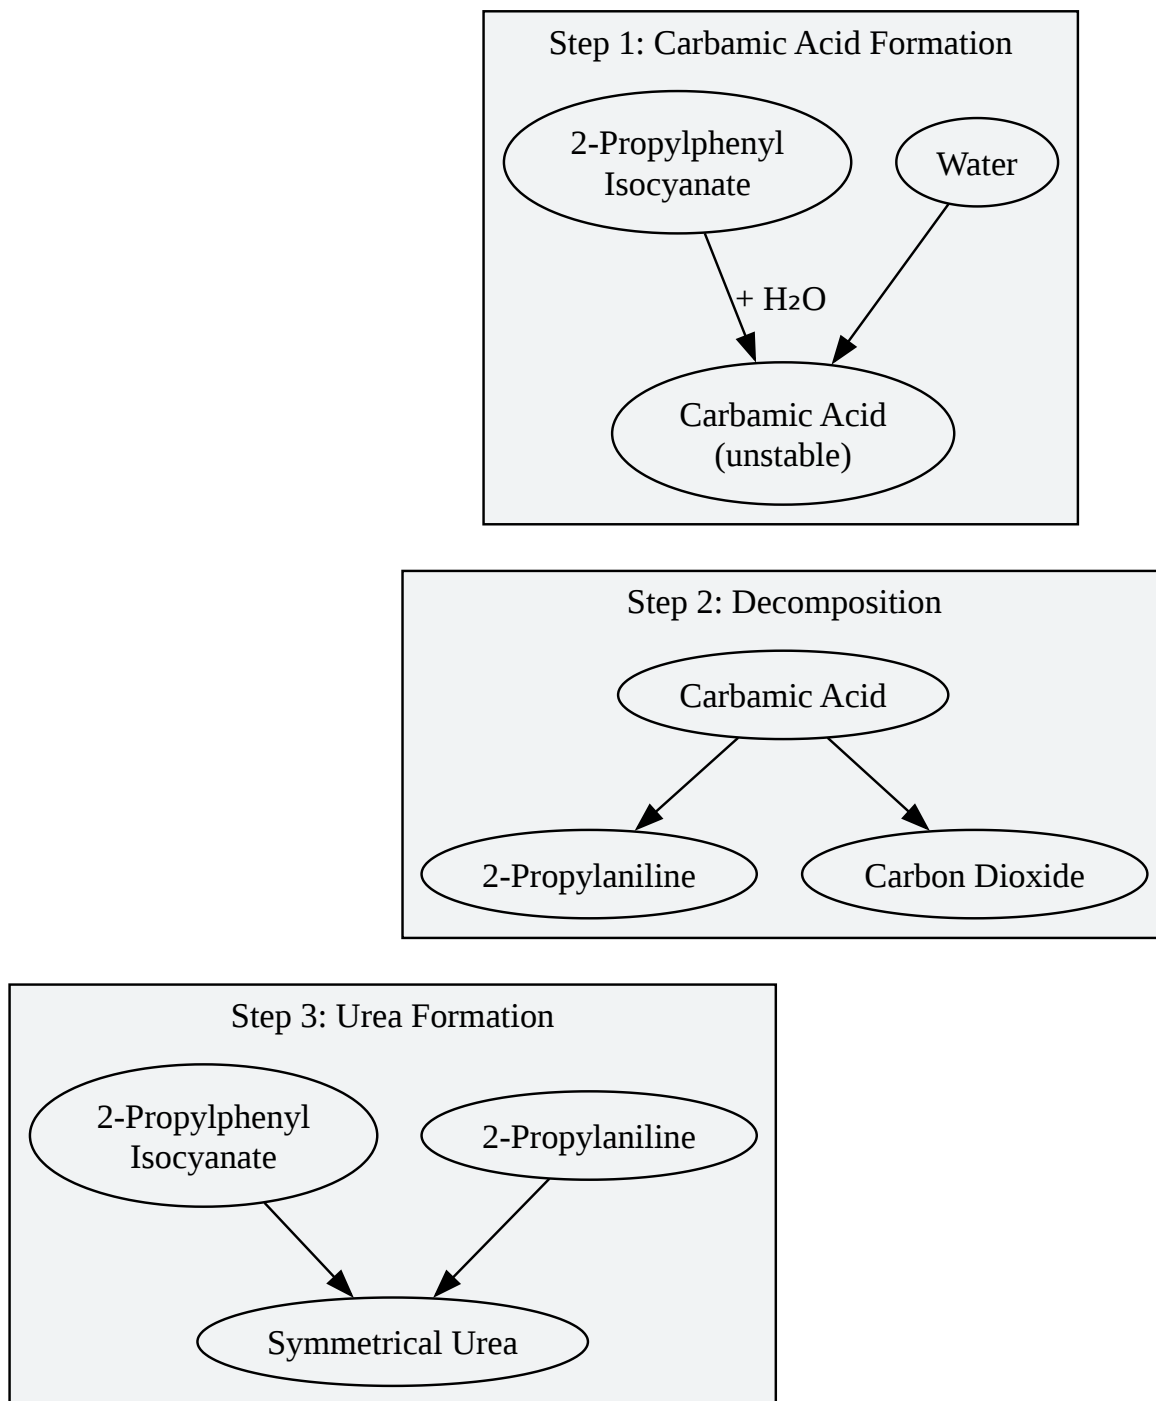 Step 1: Carbamic Acid Formation
2-Propylphenyl
Isocyanate
Water
+ H₂O
Carbamic Acid
(unstable)
Step 2: Decomposition
Carbamic Acid
2-Propylaniline
Carbon Dioxide
Step 3: Urea Formation
2-Propylphenyl
Isocyanate
2-Propylaniline
Symmetrical Urea